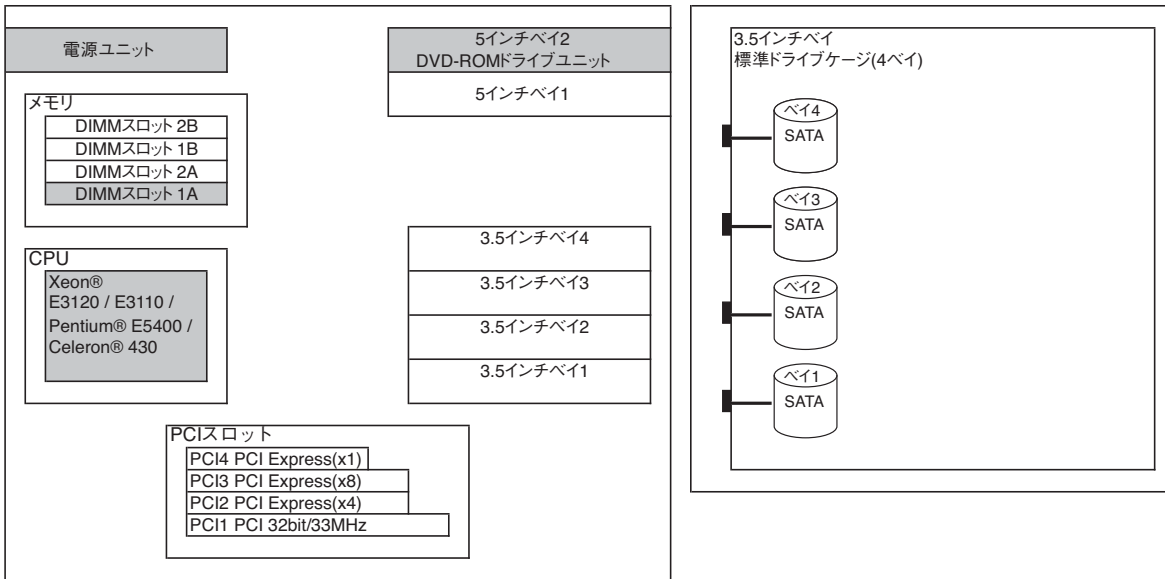 電源ユニット
5インチベイ2
DVD-ROMドライブユニット
5インチベイ1
メモリ
DIMMスロット 2B
DIMMスロット 1B
DIMMスロット 2A
DIMMスロット 1A
CPU
Xeon®
E3120 / E3110 /
Pentium® E5400 /
Celeron® 430
3.5インチベイ4
3.5インチベイ3
3.5インチベイ2
3.5インチベイ1
PCIスロット
PCI4 PCI Express(x1)
PCI3 PCI Express(x8)
PCI2 PCI Express(x4)
PCI1 PCI 32bit/33MHz
3.5インチベイ
標準ドライブケージ(4ベイ)
ベイ4
SATA
ベイ3
SATA
ベイ2
SATA
ベイ1
SATA